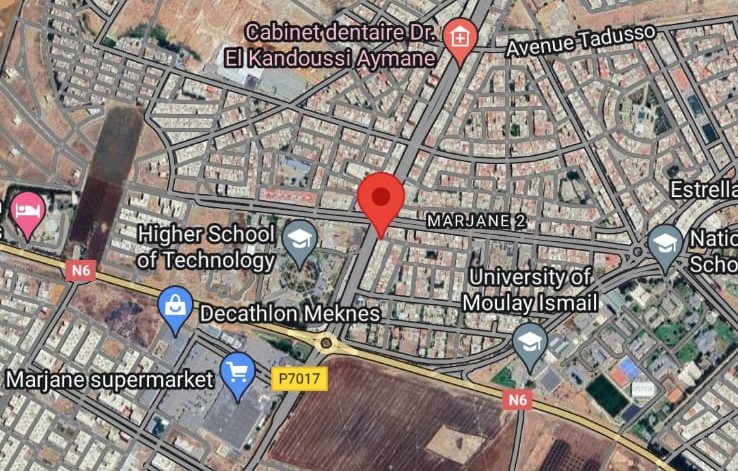 Cabinet dentaire Dr.
El Kandoussi Aymane
Avenue Tadusso
Estrella
MARJANE 2
Higher School
of Technology
Natio
Scho
N6
University of
Moulay Ismail
Decathlon Meknes
Marjane supermarket
P7017
N6